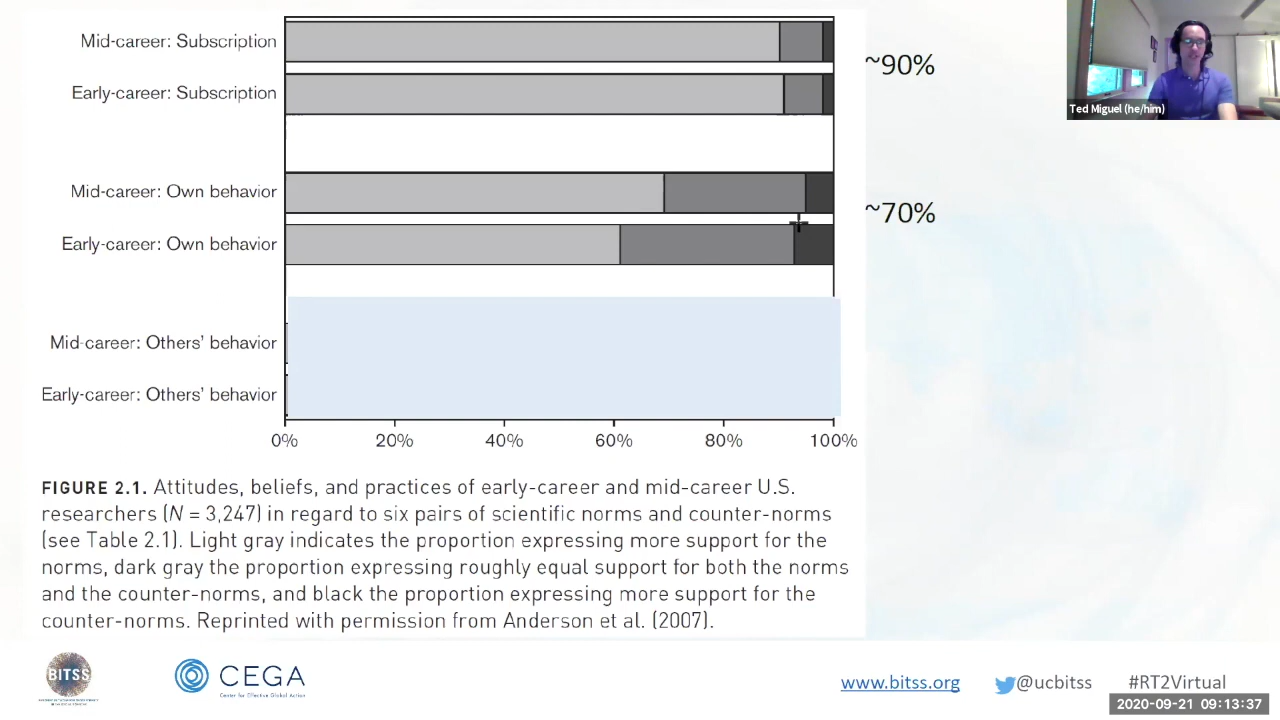 Mid-career: Subscription
~90%
Early-career: Subscription
Mid-career: Own behavior
~70%
Early-career: Own behavior
Mid-career: Others' behavior
Early-career: Others' behavior
0% 20% 40% 60% 80% 100%
FIGURE 2.1. Attitudes, beliefs, and practices of early-career and mid-career U.S.
researchers (N = 3,247) in regard to six pairs of scientific norms and counter-norms
(see Table 2.1). Light gray indicates the proportion expressing more support for the
norms, dark gray the proportion expressing roughly equal support for both the norms
and the counter-norms, and black the proportion expressing more support for the
counter-norms. Reprinted with permission from Anderson et al. (2007).
Ted Miguel (he/him)
BITSS
CEGA
Center for Effective Global Action
www.bitss.org
@ucbitss
#RT2Virtual
2020-09-21 09:13:37